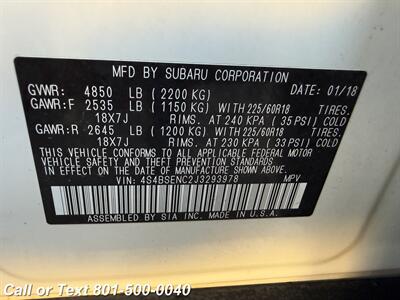 MFD BY SUBARU CORPORATION
GVWR: 4850 LB (2200 KG) DATE: 01/18
GAWR:F 2535 LB (1150 KG) WITH 225/60R18 TIRES.
18X7J RIMS. AT 240 KPA (35 PSI) COLD
GAWR:R 2645 LB (1200 KG) WITH 225/60R18 TIRES.
18X7J RIMS. AT 230 KPA (33 PSI) COLD
THIS VEHICLE CONFORMS TO ALL APPLICABLE FEDERAL MOTOR
VEHICLE SAFETY AND THEFT PREVENTION STANDARDS
IN EFFECT ON THE DATE OF MANUFACTURE SHOWN ABOVE.
VIN: 4S4BSENC2J3293978 MPV
ASSEMBLED BY SIA INC. MADE IN U.S.A.
Call or Text 801-500-0040